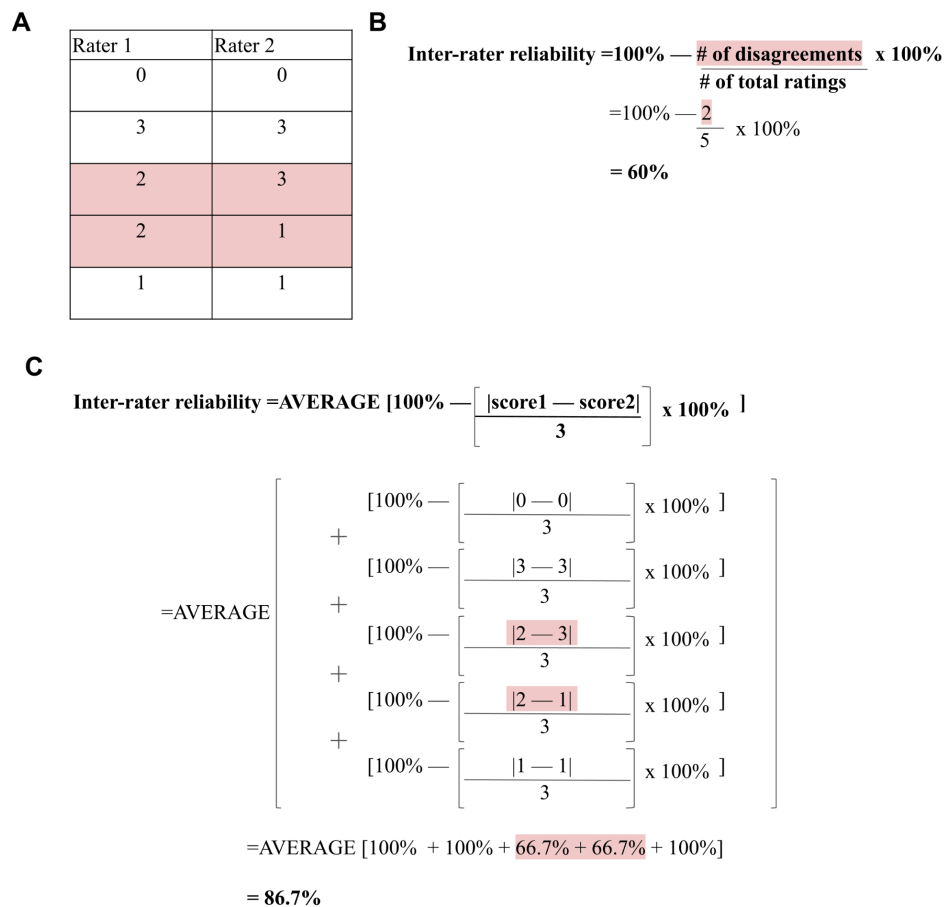 A
Rater 1 Rater 2
0 0
3 3
2 3
2 1
1 1
B
Inter-rater reliability =100% — # of disagreements x 100%
# of total ratings
=100% — 2 x 100%
5
= 60%
C
Inter-rater reliability =AVERAGE [100% — [ |score1 — score2| ] x 100% ]
3
[100% — [ |0 — 0| ] x 100% ]
3
+
[100% — [ |3 — 3| ] x 100% ]
3
+
=AVERAGE
[100% — [ |2 — 3| ] x 100% ]
3
+
[100% — [ |2 — 1| ] x 100% ]
3
+
[100% — [ |1 — 1| ] x 100% ]
3
=AVERAGE [100% + 100% + 66.7% + 66.7% + 100%]
= 86.7%